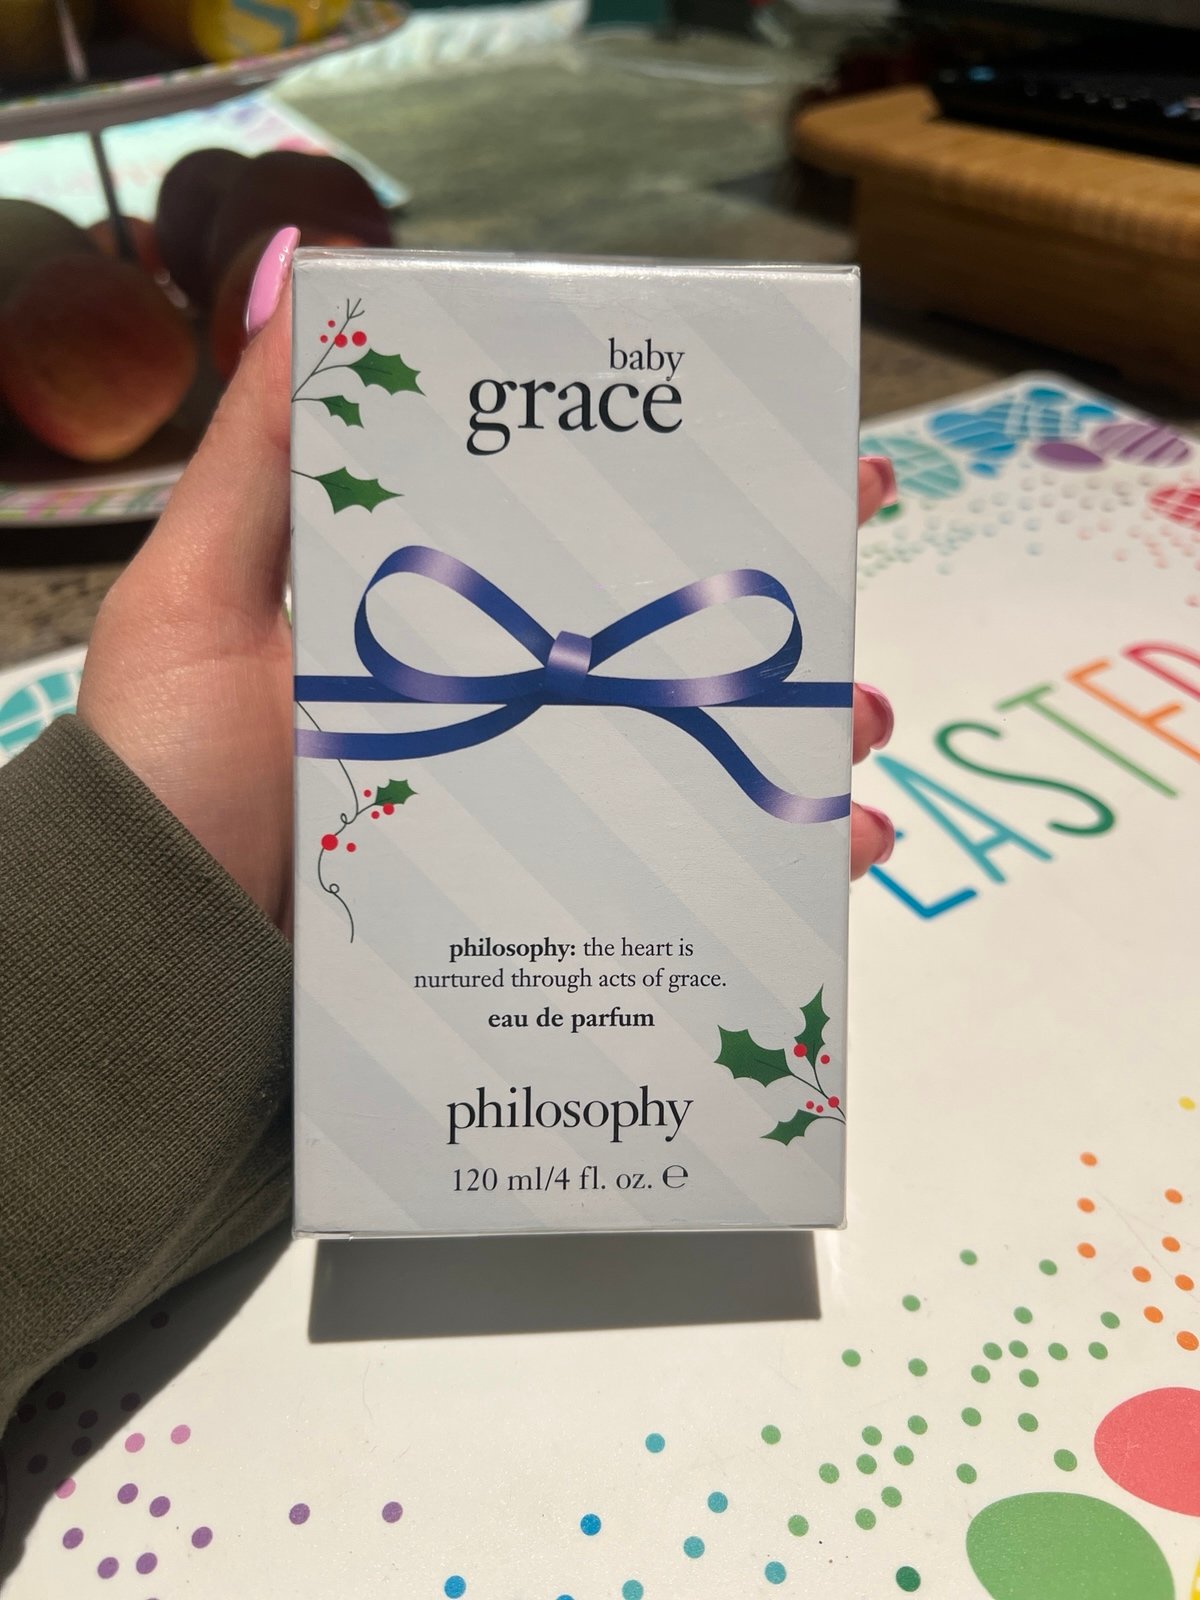 baby
grace
philosophy: the heart is
nurtured through acts of grace.
eau de parfum
philosophy
120 ml/4 fl. oz. ℮
EASTER